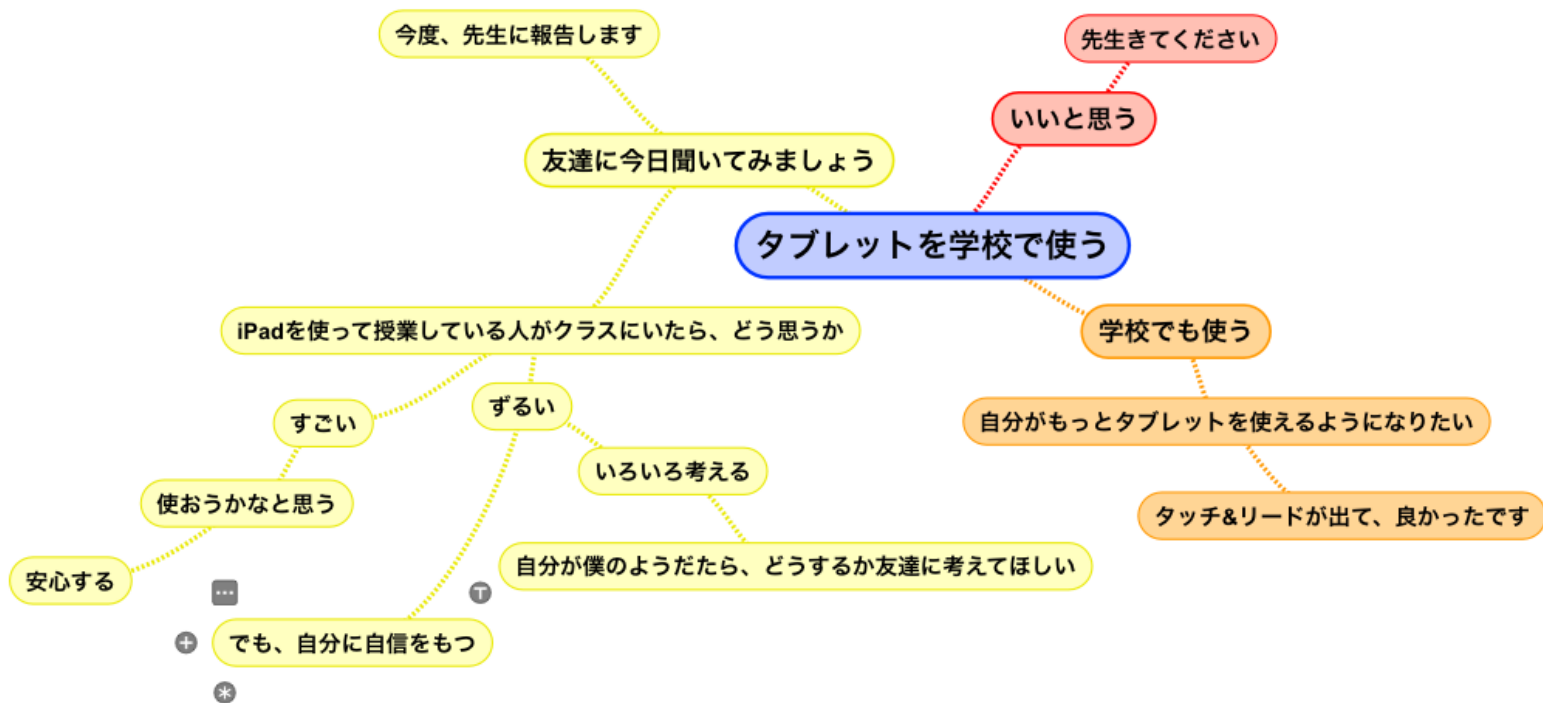 今度、先生に報告します
先生きてください
いいと思う
友達に今日聞いてみましょう
タブレットを学校で使う
iPadを使って授業している人がクラスにいたら、どう思うか
学校でも使う
ずるい
すごい
自分がもっとタブレットを使えるようになりたい
いろいろ考える
使おうかなと思う
タッチ&リードが出て、良かったです
自分が僕のようだたら、どうするか友達に考えてほしい
安心する
でも、自分に自信をもつ